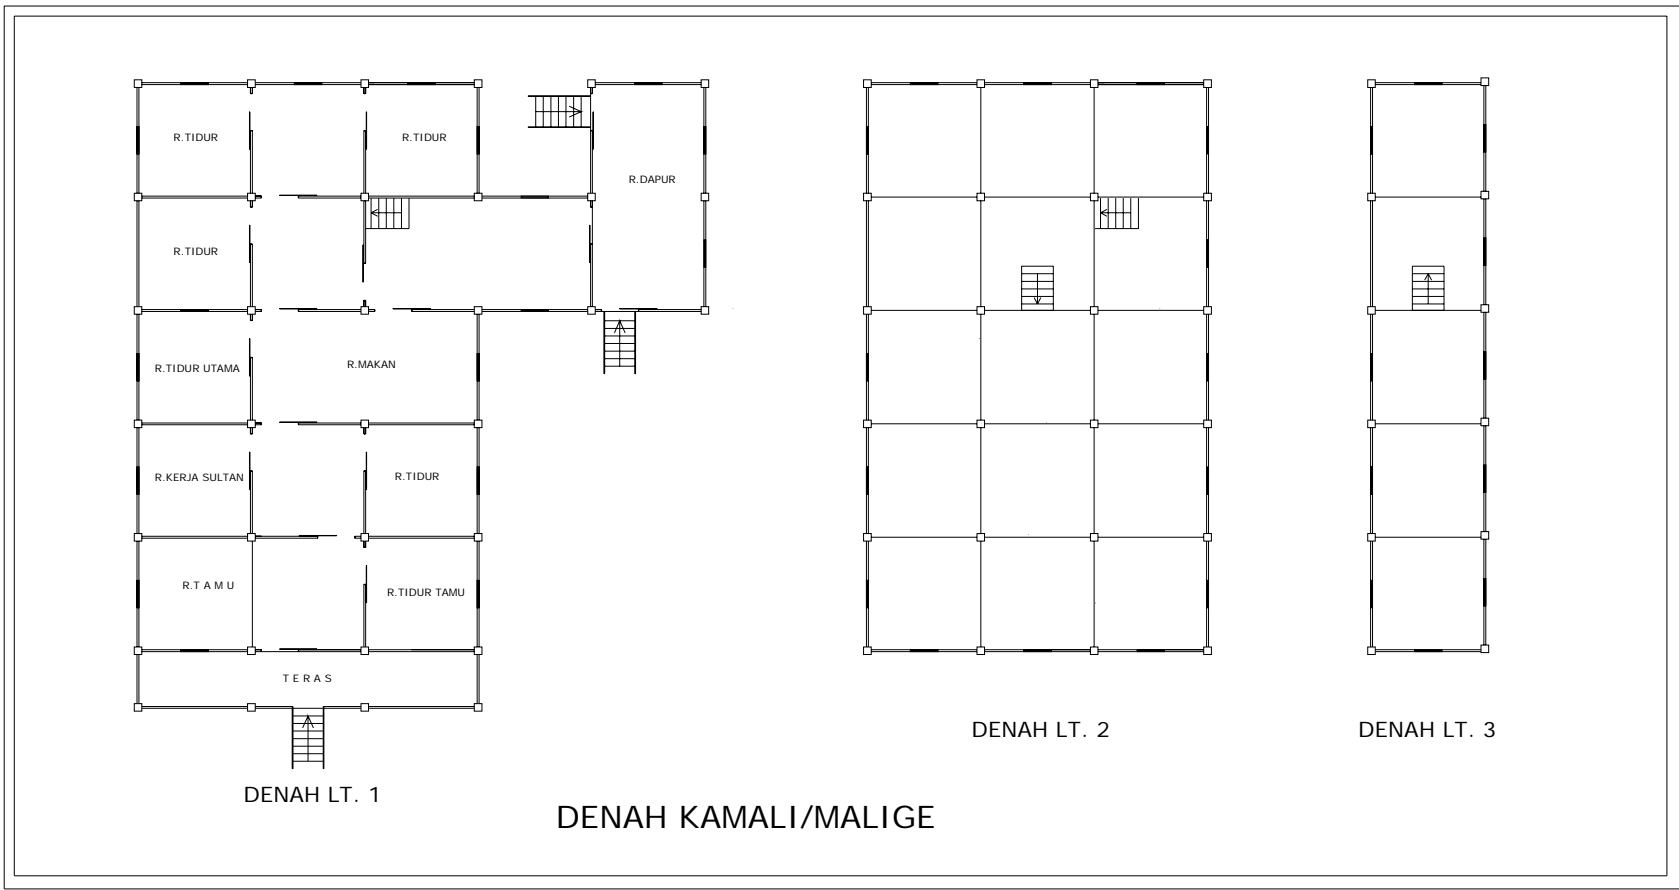 R.TIDUR
R.TIDUR
R.DAPUR
R.TIDUR
R.TIDUR UTAMA
R.MAKAN
R.KERJA SULTAN
R.TIDUR
R.T A M U
R.TIDUR TAMU
T E R A S
DENAH LT. 1
DENAH LT. 2
DENAH LT. 3
DENAH KAMALI/MALIGE